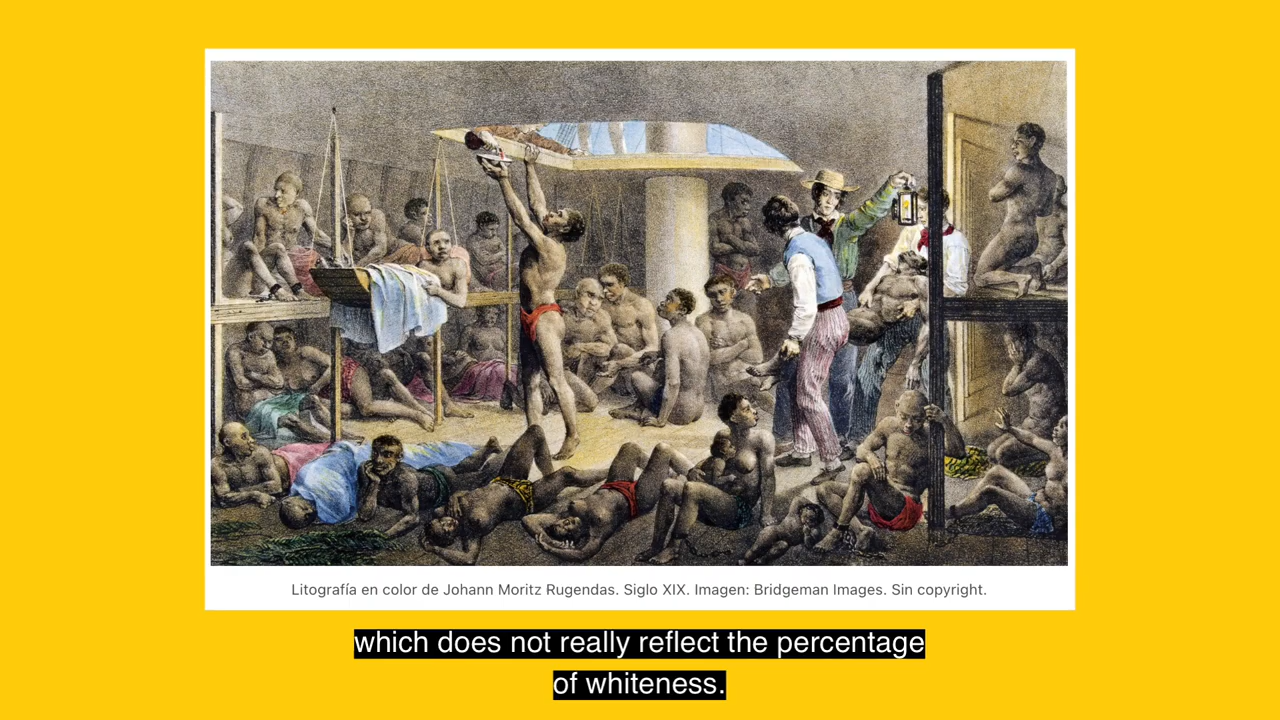 Litografía en color de Johann Moritz Rugendas. Siglo XIX. Imagen: Bridgeman Images. Sin copyright.
which does not really reflect the percentage
of whiteness.